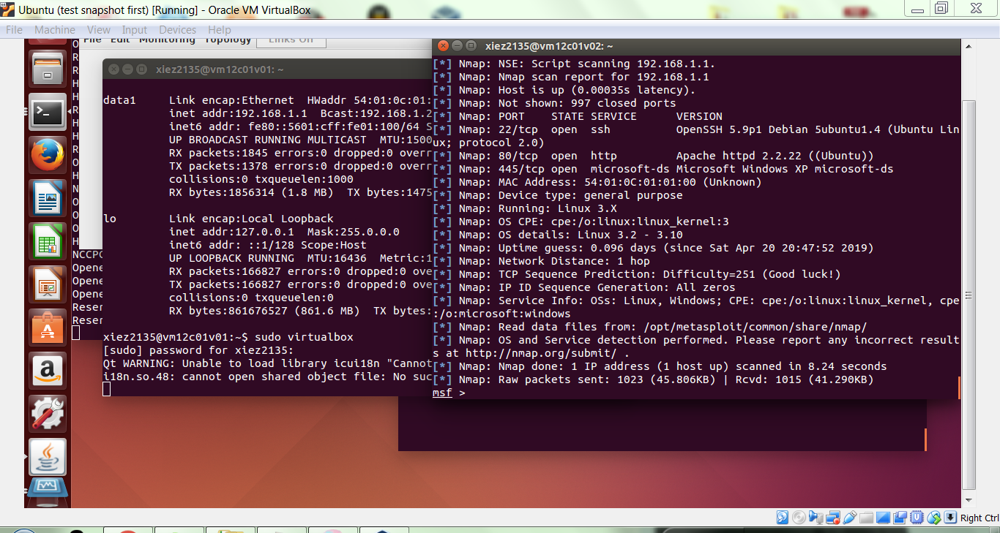 Ubuntu (test snapshot first) [Running] - Oracle VM VirtualBox
File Machine View Input Devices Help
File Edit Monitoring Topology Links Off
O
R
R
H
H
R
H
H
R
O
H
N
O
O
O
H
NCCPC
Opene
Opene
Opene
Reser
Reser
xiez2135@vm12c01v01: ~
data1 Link encap:Ethernet HWaddr 54:01:0c:01:
inet addr:192.168.1.1 Bcast:192.168.1.2
inet6 addr: fe80::5601:cff:fe01:100/64 S
UP BROADCAST RUNNING MULTICAST MTU:1500
RX packets:1845 errors:0 dropped:0 overr
TX packets:1378 errors:0 dropped:0 overr
collisions:0 txqueuelen:1000
RX bytes:1856314 (1.8 MB) TX bytes:1475
lo Link encap:Local Loopback
inet addr:127.0.0.1 Mask:255.0.0.0
inet6 addr: ::1/128 Scope:Host
UP LOOPBACK RUNNING MTU:16436 Metric:1
RX packets:166827 errors:0 dropped:0 ove
TX packets:166827 errors:0 dropped:0 ove
collisions:0 txqueuelen:0
RX bytes:861676527 (861.6 MB) TX bytes:
xiez2135@vm12c01v01:~$ sudo virtualbox
[sudo] password for xiez2135:
Qt WARNING: Unable to load library icui18n "Cannot
i18n.so.48: cannot open shared object file: No suc
xiez2135@vm12c01v02: ~
[*] Nmap: NSE: Script scanning 192.168.1.1.
[*] Nmap: Nmap scan report for 192.168.1.1
[*] Nmap: Host is up (0.00035s latency).
[*] Nmap: Not shown: 997 closed ports
[*] Nmap: PORT STATE SERVICE VERSION
[*] Nmap: 22/tcp open ssh OpenSSH 5.9p1 Debian 5ubuntu1.4 (Ubuntu Lin
ux; protocol 2.0)
[*] Nmap: 80/tcp open http Apache httpd 2.2.22 ((Ubuntu))
[*] Nmap: 445/tcp open microsoft-ds Microsoft Windows XP microsoft-ds
[*] Nmap: MAC Address: 54:01:0C:01:01:00 (Unknown)
[*] Nmap: Device type: general purpose
[*] Nmap: Running: Linux 3.X
[*] Nmap: OS CPE: cpe:/o:linux:linux_kernel:3
[*] Nmap: OS details: Linux 3.2 - 3.10
[*] Nmap: Uptime guess: 0.096 days (since Sat Apr 20 20:47:52 2019)
[*] Nmap: Network Distance: 1 hop
[*] Nmap: TCP Sequence Prediction: Difficulty=251 (Good luck!)
[*] Nmap: IP ID Sequence Generation: All zeros
[*] Nmap: Service Info: OSs: Linux, Windows; CPE: cpe:/o:linux:linux_kernel, cpe
:/o:microsoft:windows
[*] Nmap: Read data files from: /opt/metasploit/common/share/nmap/
[*] Nmap: OS and Service detection performed. Please report any incorrect result
s at http://nmap.org/submit/ .
[*] Nmap: Nmap done: 1 IP address (1 host up) scanned in 8.24 seconds
[*] Nmap: Raw packets sent: 1023 (45.806KB) | Rcvd: 1015 (41.290KB)
msf >
Right Ctrl